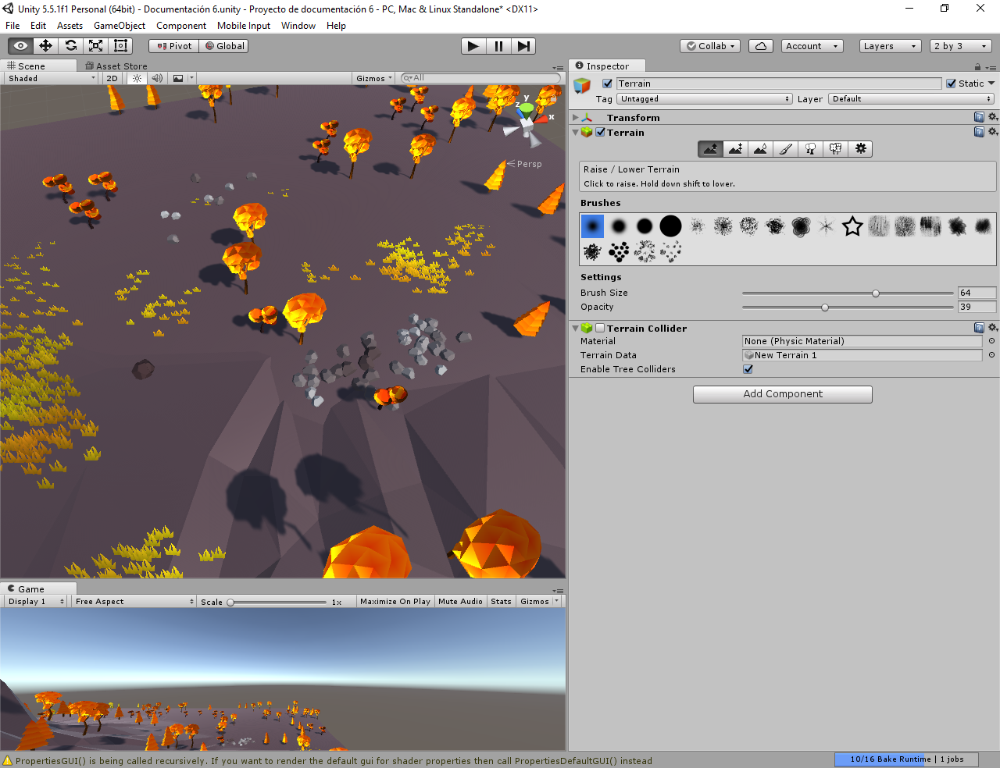 Unity 5.5.1f1 Personal (64bit) - Documentación 6.unity - Proyecto de documentación 6 - PC, Mac & Linux Standalone* <DX11>
File Edit Assets GameObject Component Mobile Input Window Help
Pivot Global Collab Account Layers 2 by 3
Scene Asset Store
Shaded 2D Gizmos All
y
z
x
Persp
Game
Display 1 Free Aspect Scale 1x Maximize On Play Mute Audio Stats Gizmos
Inspector
Terrain Static
Tag Untagged Layer Default
Transform
Terrain
Raise / Lower Terrain
Click to raise. Hold down shift to lower.
Brushes
Settings
Brush Size 64
Opacity 39
Terrain Collider
Material None (Physic Material)
Terrain Data New Terrain 1
Enable Tree Colliders
Add Component
PropertiesGUI() is being called recursively. If you want to render the default gui for shader properties then call PropertiesDefaultGUI() instead
10/16 Bake Runtime | 1 jobs